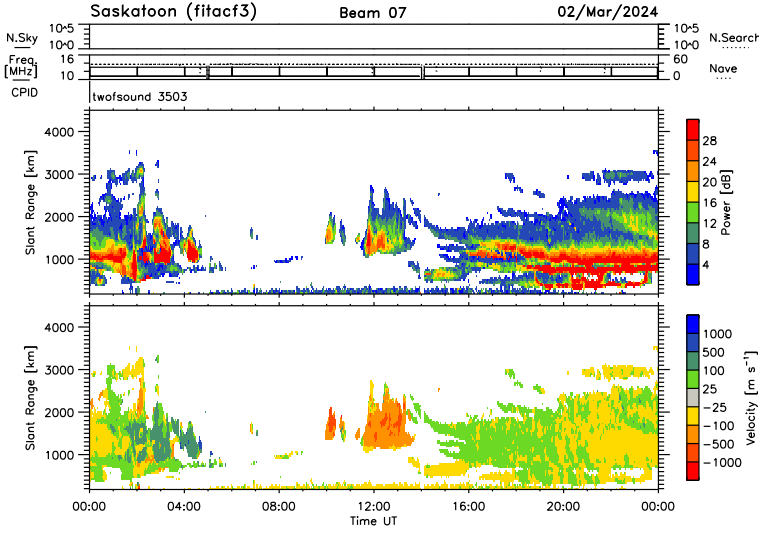 Saskatoon (fitacf3) Beam 07 02/Mar/2024
N.Sky 10^5 10^0 10^5 10^0 N.Search
Freq. [MHz] 16 10 60 0 Nave
CPID twofsound 3503
Slant Range [km] 4000 3000 2000 1000
Power [dB] 28 24 20 16 12 8 4
Slant Range [km] 4000 3000 2000 1000
Velocity [m s⁻¹] 1000 500 100 25 −25 −100 −500 −1000
00:00 04:00 08:00 12:00 16:00 20:00 00:00
Time UT